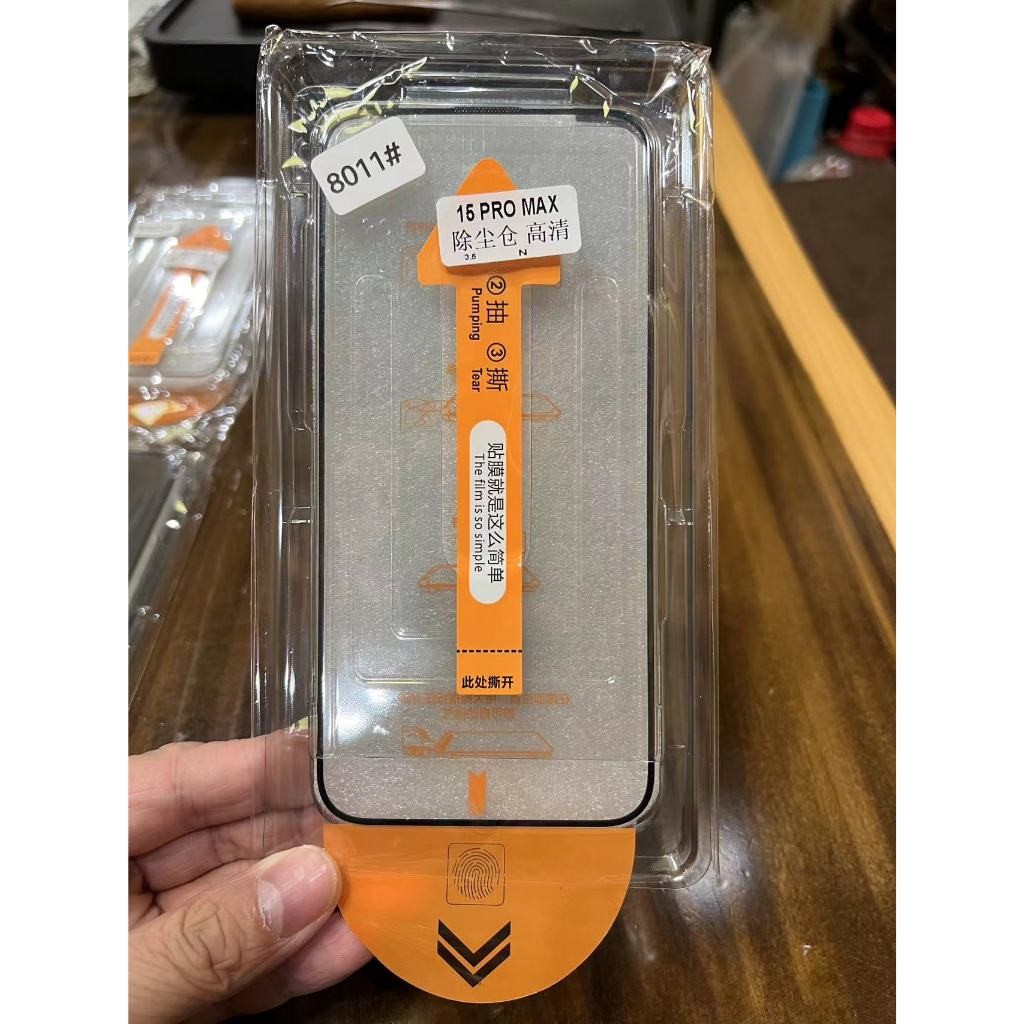 8011#
15 PRO MAX
除尘仓 高清
3.5 N
②抽
Pumping
③撕
Tear
贴膜就是这么简单
The film is so simple
此处撕开